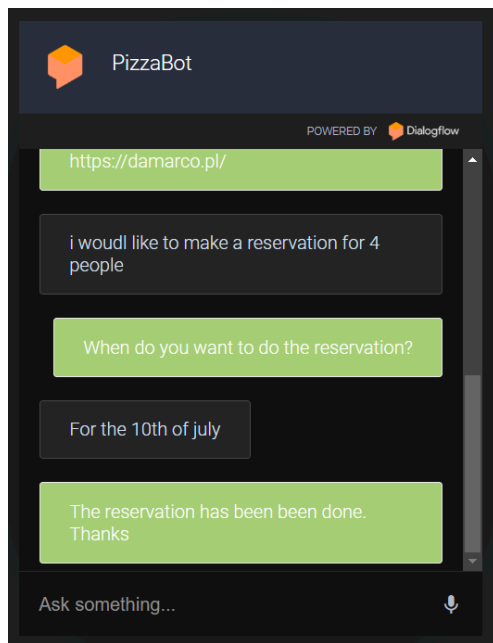 PizzaBot
POWERED BY Dialogflow
https://damarco.pl/
i woudl like to make a reservation for 4
people
When do you want to do the reservation?
For the 10th of july
The reservation has been been done.
Thanks
Ask something...